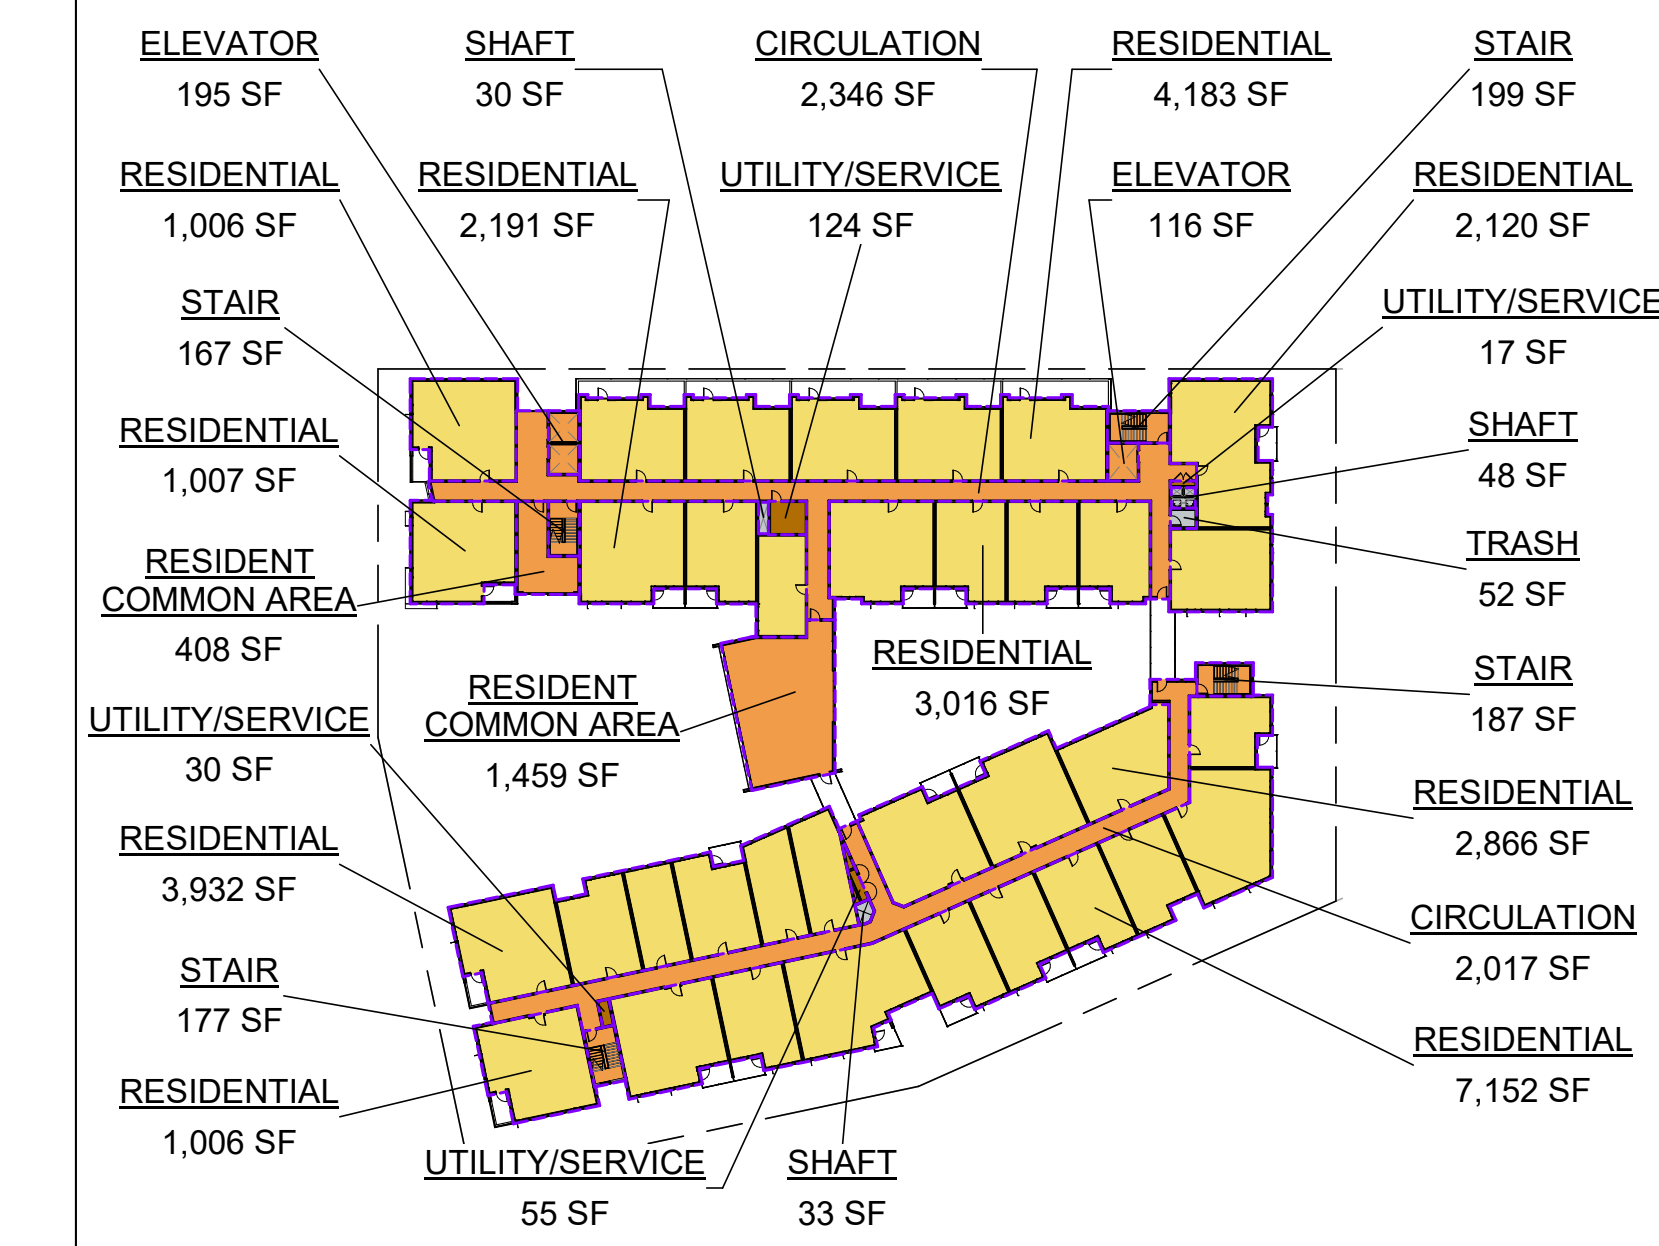 ELEVATOR
195 SF
SHAFT
30 SF
CIRCULATION
2,346 SF
RESIDENTIAL
4,183 SF
STAIR
199 SF
RESIDENTIAL
1,006 SF
RESIDENTIAL
2,191 SF
UTILITY/SERVICE
124 SF
ELEVATOR
116 SF
RESIDENTIAL
2,120 SF
STAIR
167 SF
UTILITY/SERVICE
17 SF
RESIDENTIAL
1,007 SF
SHAFT
48 SF
RESIDENT
COMMON AREA
408 SF
TRASH
52 SF
RESIDENTIAL
3,016 SF
STAIR
187 SF
RESIDENT
COMMON AREA
1,459 SF
UTILITY/SERVICE
30 SF
RESIDENTIAL
2,866 SF
RESIDENTIAL
3,932 SF
CIRCULATION
2,017 SF
STAIR
177 SF
RESIDENTIAL
7,152 SF
RESIDENTIAL
1,006 SF
UTILITY/SERVICE
55 SF
SHAFT
33 SF